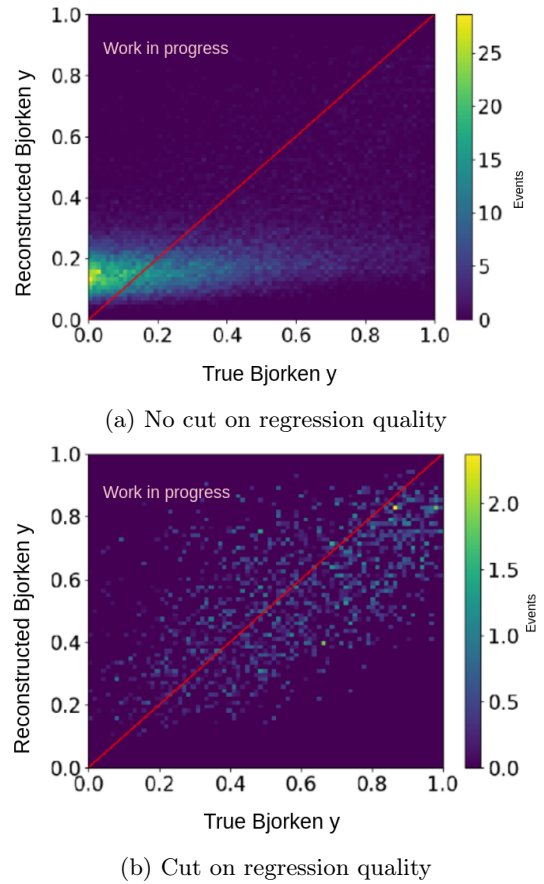 1.0
0.8
0.6
0.4
0.2
0.0
Work in progress
Reconstructed Bjorken y
0.0 0.2 0.4 0.6 0.8 1.0
True Bjorken y
25
20
15
10
5
0
Events
(a) No cut on regression quality
1.0
0.8
0.6
0.4
0.2
0.0
Work in progress
Reconstructed Bjorken y
0.0 0.2 0.4 0.6 0.8 1.0
True Bjorken y
2.0
1.5
1.0
0.5
0.0
Events
(b) Cut on regression quality